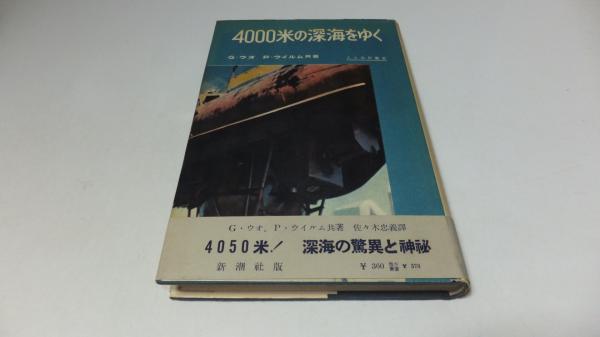 4000米の深海をゆく
G・ウオ P・ウイルム共著
G・ウオ、P・ウイルム共著 佐々木忠義譯
4050米! 深海の驚異と神祕
新潮社版
¥ 360